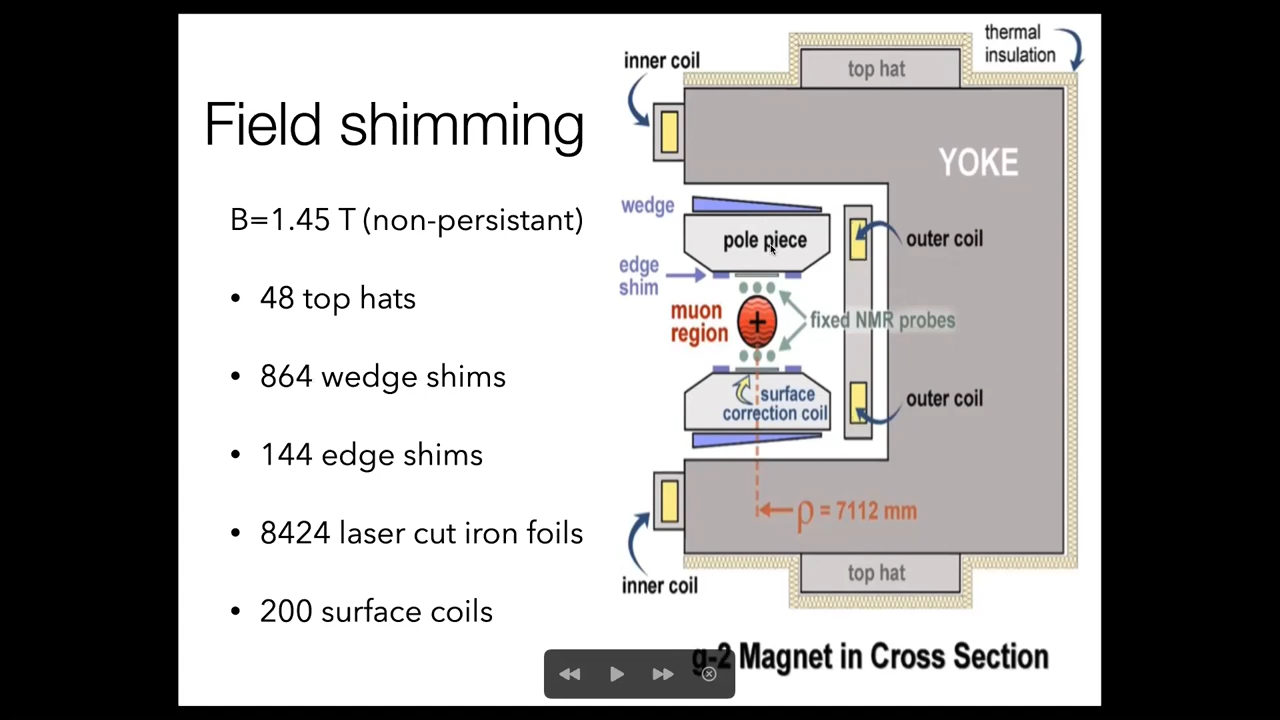 Field shimming
B=1.45 T (non-persistant)
• 48 top hats
• 864 wedge shims
• 144 edge shims
• 8424 laser cut iron foils
• 200 surface coils
thermal
insulation
inner coil
top hat
YOKE
wedge
pole piece
outer coil
edge
shim
muon
region
fixed NMR probes
surface
correction coil
outer coil
ρ = 7112 mm
inner coil
top hat
g-2 Magnet in Cross Section